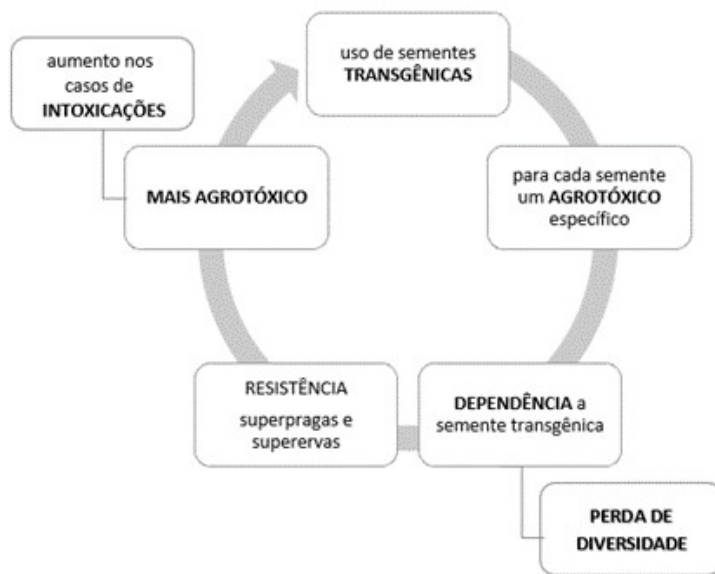 aumento nos
casos de
INTOXICAÇÕES
uso de sementes
TRANSGÊNICAS
MAIS AGROTÓXICO
para cada semente
um AGROTÓXICO
específico
RESISTÊNCIA
superpragas e
superervas
DEPENDÊNCIA a
semente transgênica
PERDA DE
DIVERSIDADE